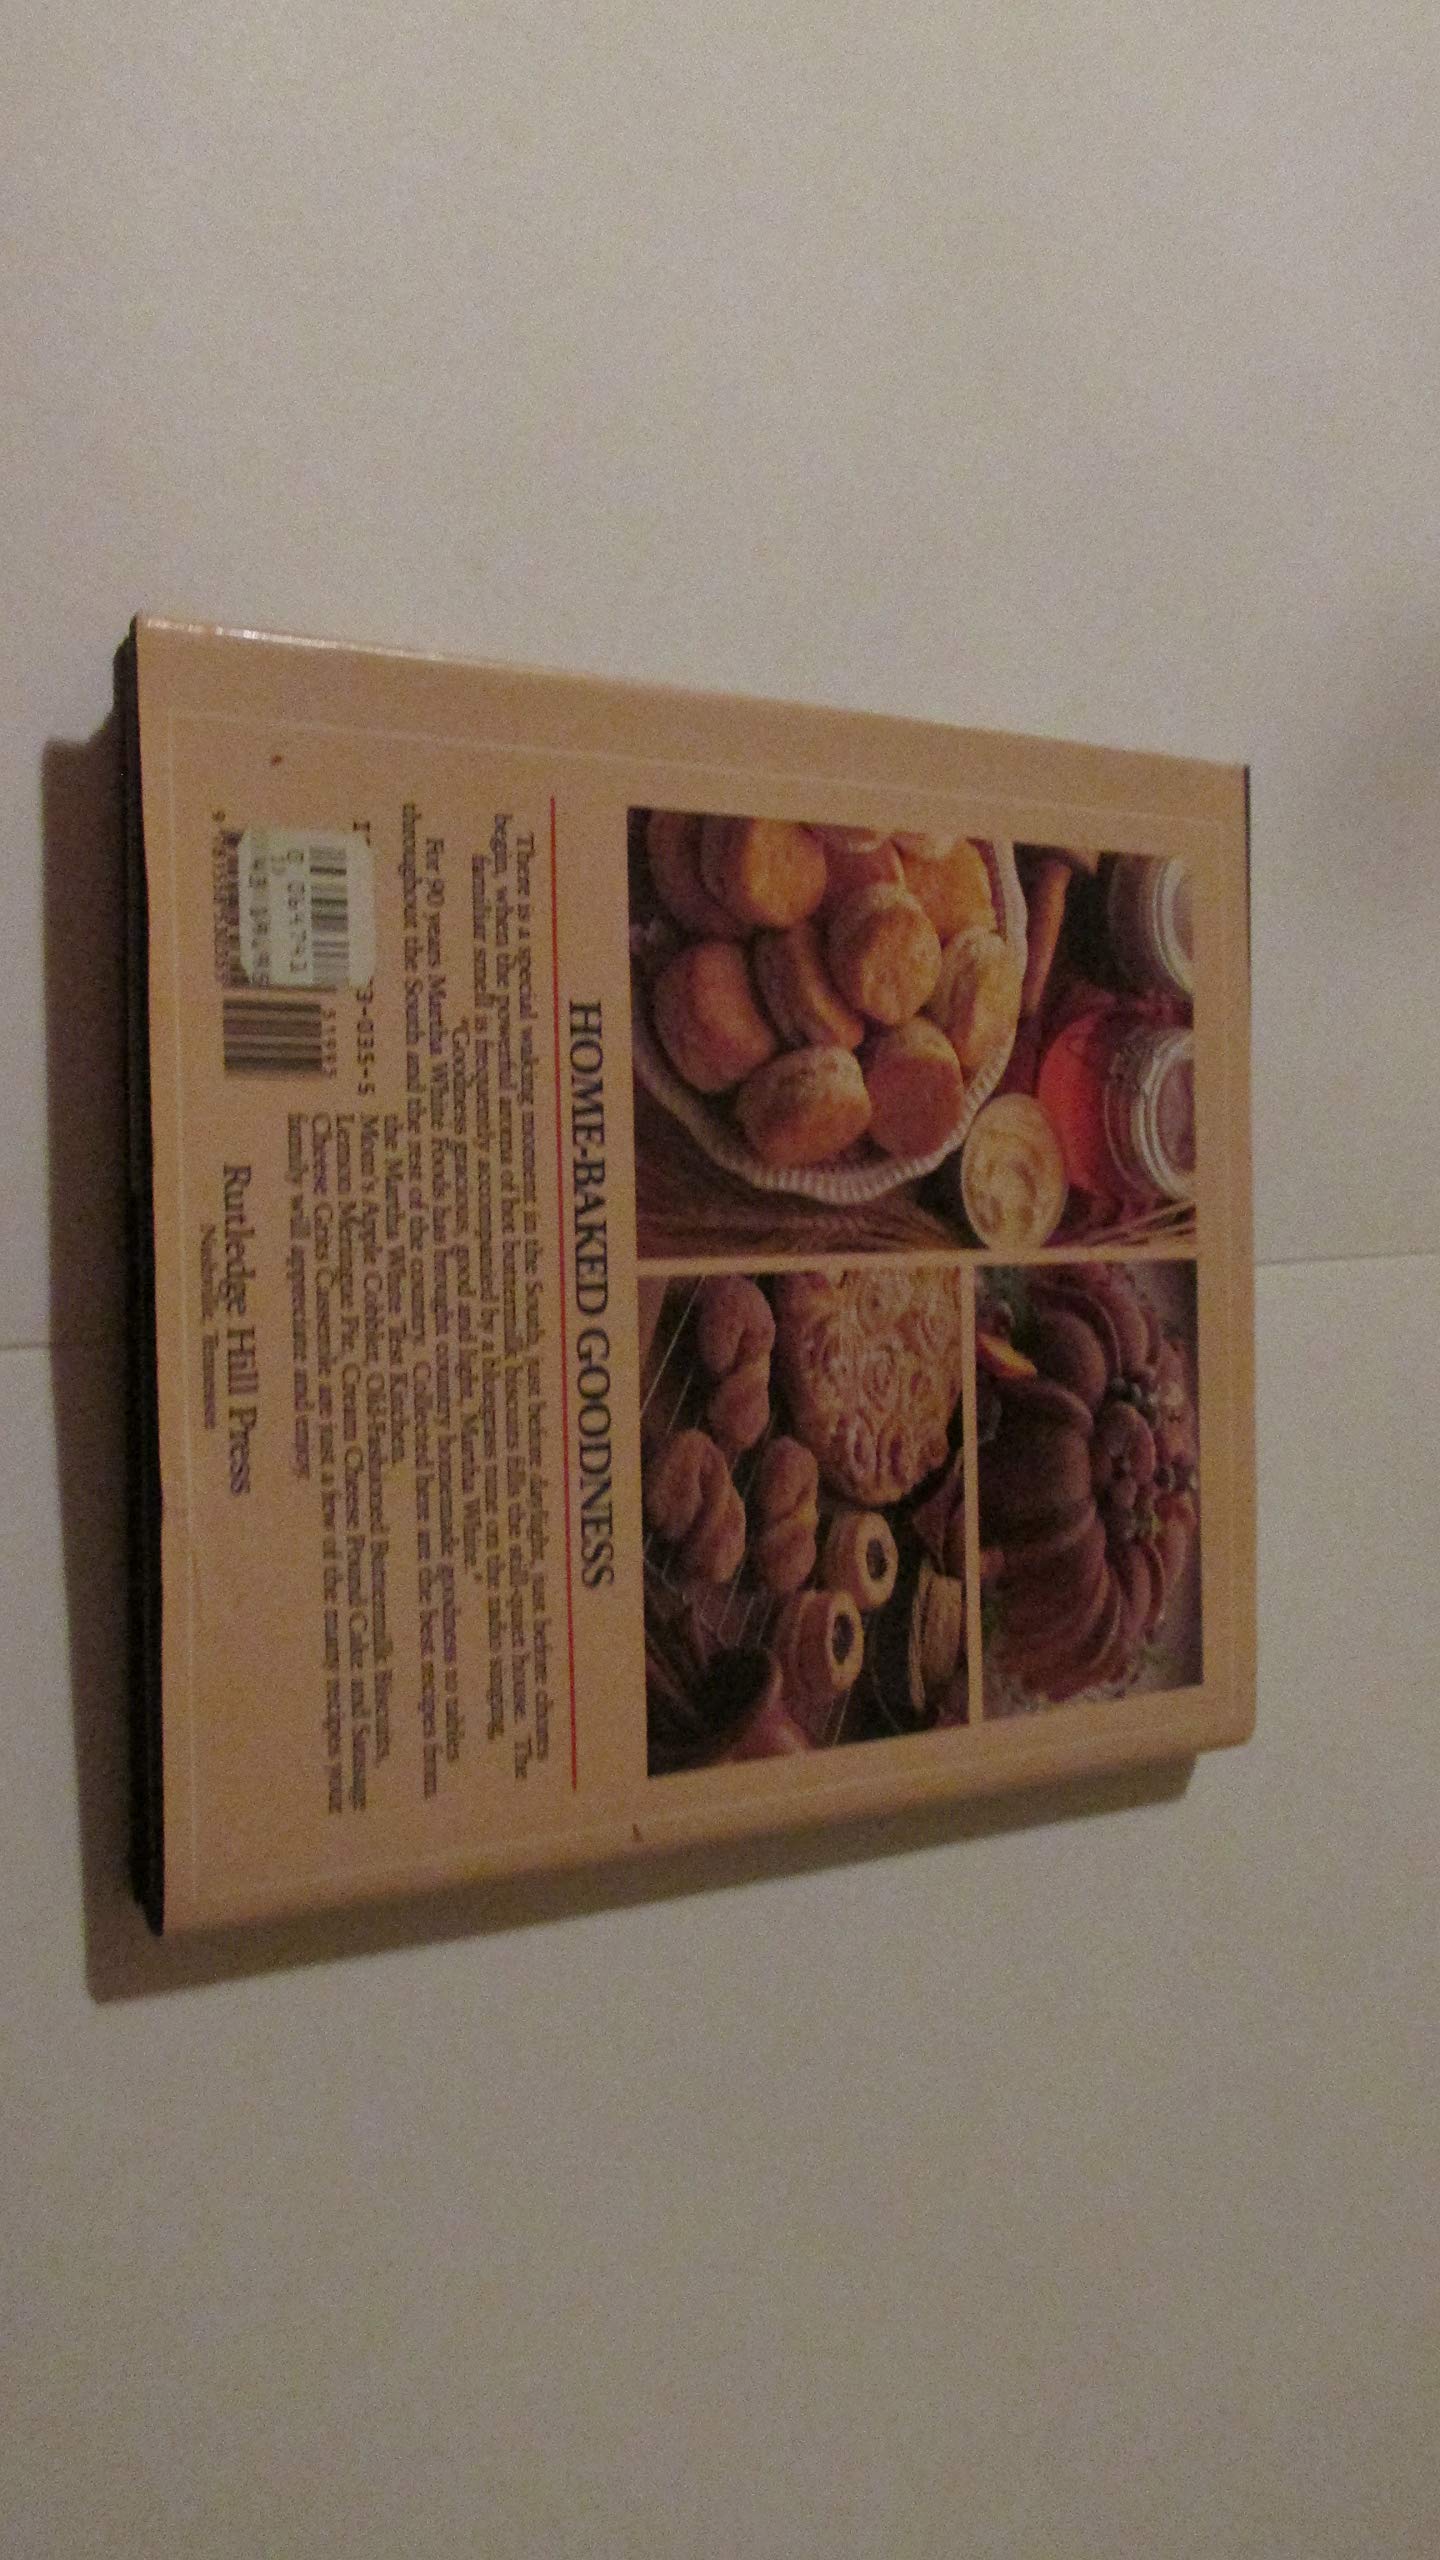 HOME-BAKED GOODNESS
There is a special waking moment in the South, just before daylight, just before chores
begin, when the powerful aroma of hot buttermilk biscuits fills the still-quiet house. The
familiar smell is frequently accompanied by a bluegrass tune on the radio singing,
"Goodness gracious, good and light, Martha White."
For 90 years Martha White Foods has brought country homemade goodness to tables
throughout the South and the rest of the country. Collected here are the best recipes from
the Martha White Test Kitchen.
Mom's Apple Cobbler, Old-Fashioned Buttermilk Biscuits,
Lemon Meringue Pie, Cream Cheese Pound Cake and Sausage
Cheese Grits Casserole are just a few of the many recipes your
family will appreciate and enjoy.
3-035-5
51995
Rutledge Hill Press
Nashville, Tennessee